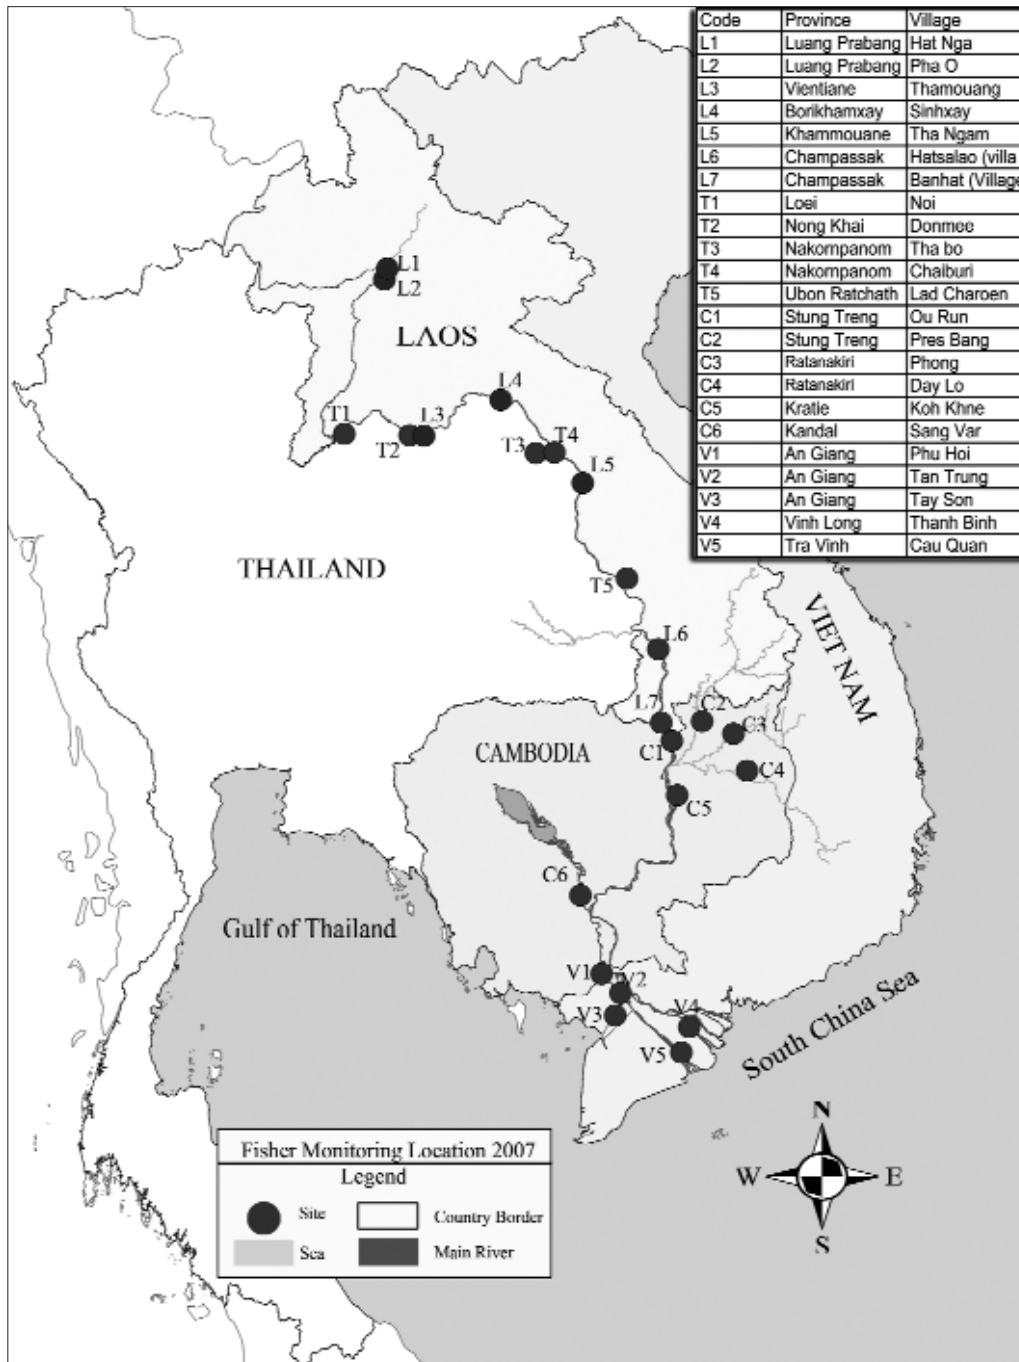 Code Province Village
L1 Luang Prabang Hat Nga
L2 Luang Prabang Pha O
L3 Vientiane Thamouang
L4 Borikhamxay Sinhxay
L5 Khammouane Tha Ngam
L6 Champassak Hatsalao (villa
L7 Champassak Banhat (Village
T1 Loei Noi
T2 Nong Khai Donmee
T3 Nakompanom Tha bo
T4 Nakompanom Chaiburi
T5 Ubon Ratchath Lad Charoen
C1 Stung Treng Ou Run
C2 Stung Treng Pres Bang
C3 Ratanakiri Phong
C4 Ratanakiri Day Lo
C5 Kratie Koh Khne
C6 Kandal Sang Var
V1 An Giang Phu Hoi
V2 An Giang Tan Trung
V3 An Giang Tay Son
V4 Vinh Long Thanh Binh
V5 Tra Vinh Cau Quan
L1
L2
LAOS
L4
T1
T2
L3
T3
T4
L5
THAILAND
T5
L6
VIET NAM
L7
C2
C3
C1
CAMBODIA
C4
C5
C6
Gulf of Thailand
V1
V2
V3
V4
V5
South China Sea
N
W E
S
Fisher Monitoring Location 2007
Legend
Site Country Border
Sea Main River